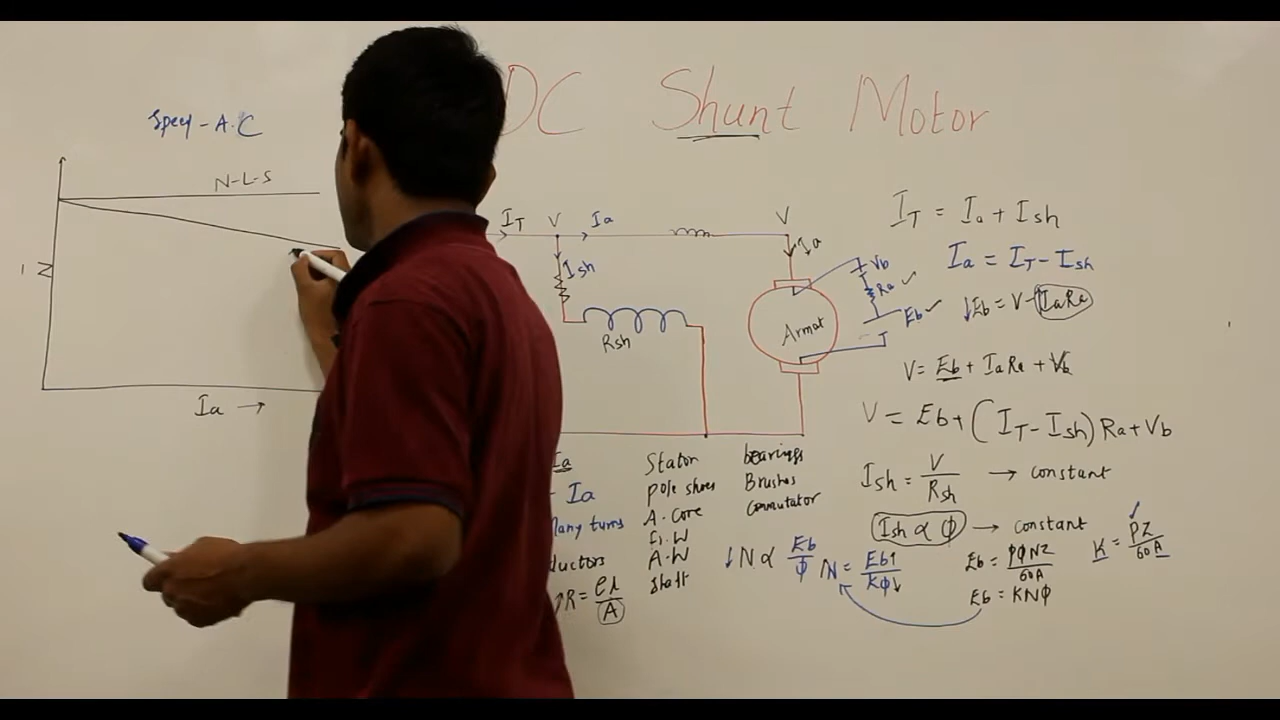 DC Shunt Motor
Speed - A.C
N-L-S
N
Ia →
IT
V
Ia
V
Ia
Ish
Rsh
Armat
Vb
Ra ✓
Eb ✓
IT = Ia + Ish
Ia = IT - Ish
↓Eb = V - IaRa
V = Eb + IaRa + Vb
V = Eb + (IT - Ish) Ra + Vb
Ish = V/Rsh → constant
Ish ∝ φ → constant
Eb = PφNZ/60A
K = PZ/60A
Eb = KNφ
↓N ∝ Eb/φ
N = Eb↑/Kφ↓
Ia
- Ia
Many turns
ductors
↑R = ρl/A
Stator
Pole shoes
A. Core
A.W
Shaft
bearings
Brushes
Commutator